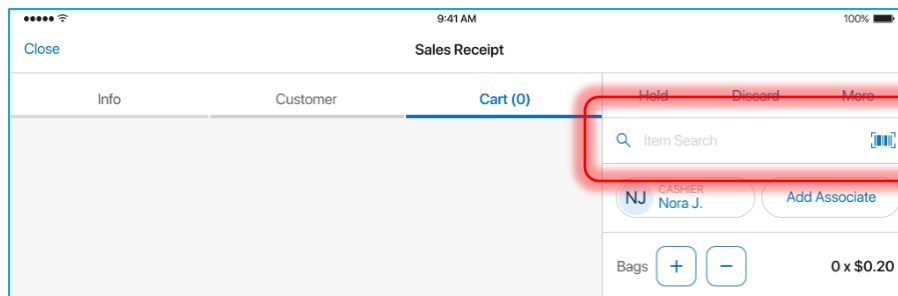 9:41 AM
100%
Close
Sales Receipt
Info
Customer
Cart (0)
Hold
Discard
More
Item Search
NJ
CASHIER
Nora J.
Add Associate
Bags
+
−
0 x $0.20